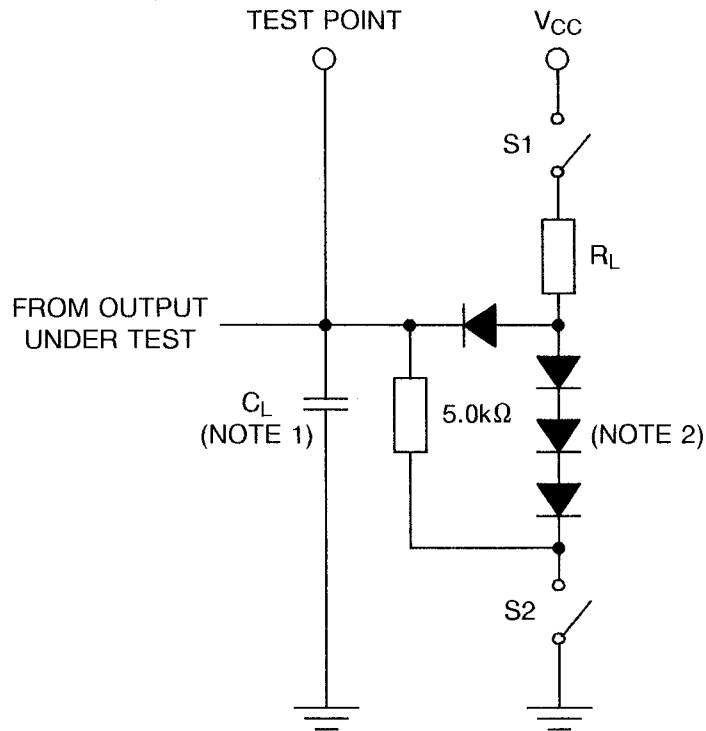 TEST POINT
VCC
S1
RL
FROM OUTPUT
UNDER TEST
CL
(NOTE 1)
5.0kΩ
(NOTE 2)
S2